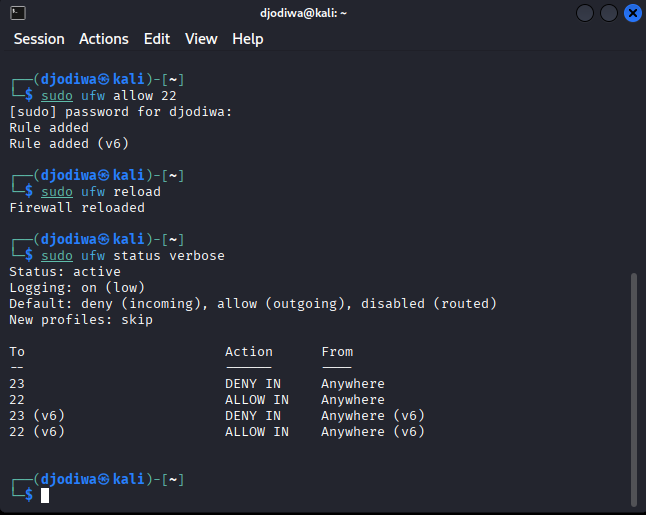 djodiwa@kali: ~
Session Actions Edit View Help
┌──(djodiwa㉿kali)-[~]
└─$ sudo ufw allow 22
[sudo] password for djodiwa:
Rule added
Rule added (v6)
┌──(djodiwa㉿kali)-[~]
└─$ sudo ufw reload
Firewall reloaded
┌──(djodiwa㉿kali)-[~]
└─$ sudo ufw status verbose
Status: active
Logging: on (low)
Default: deny (incoming), allow (outgoing), disabled (routed)
New profiles: skip
To                         Action      From
--                         ------      ----
23                         DENY IN     Anywhere
22                         ALLOW IN    Anywhere
23 (v6)                    DENY IN     Anywhere (v6)
22 (v6)                    ALLOW IN    Anywhere (v6)
┌──(djodiwa㉿kali)-[~]
└─$